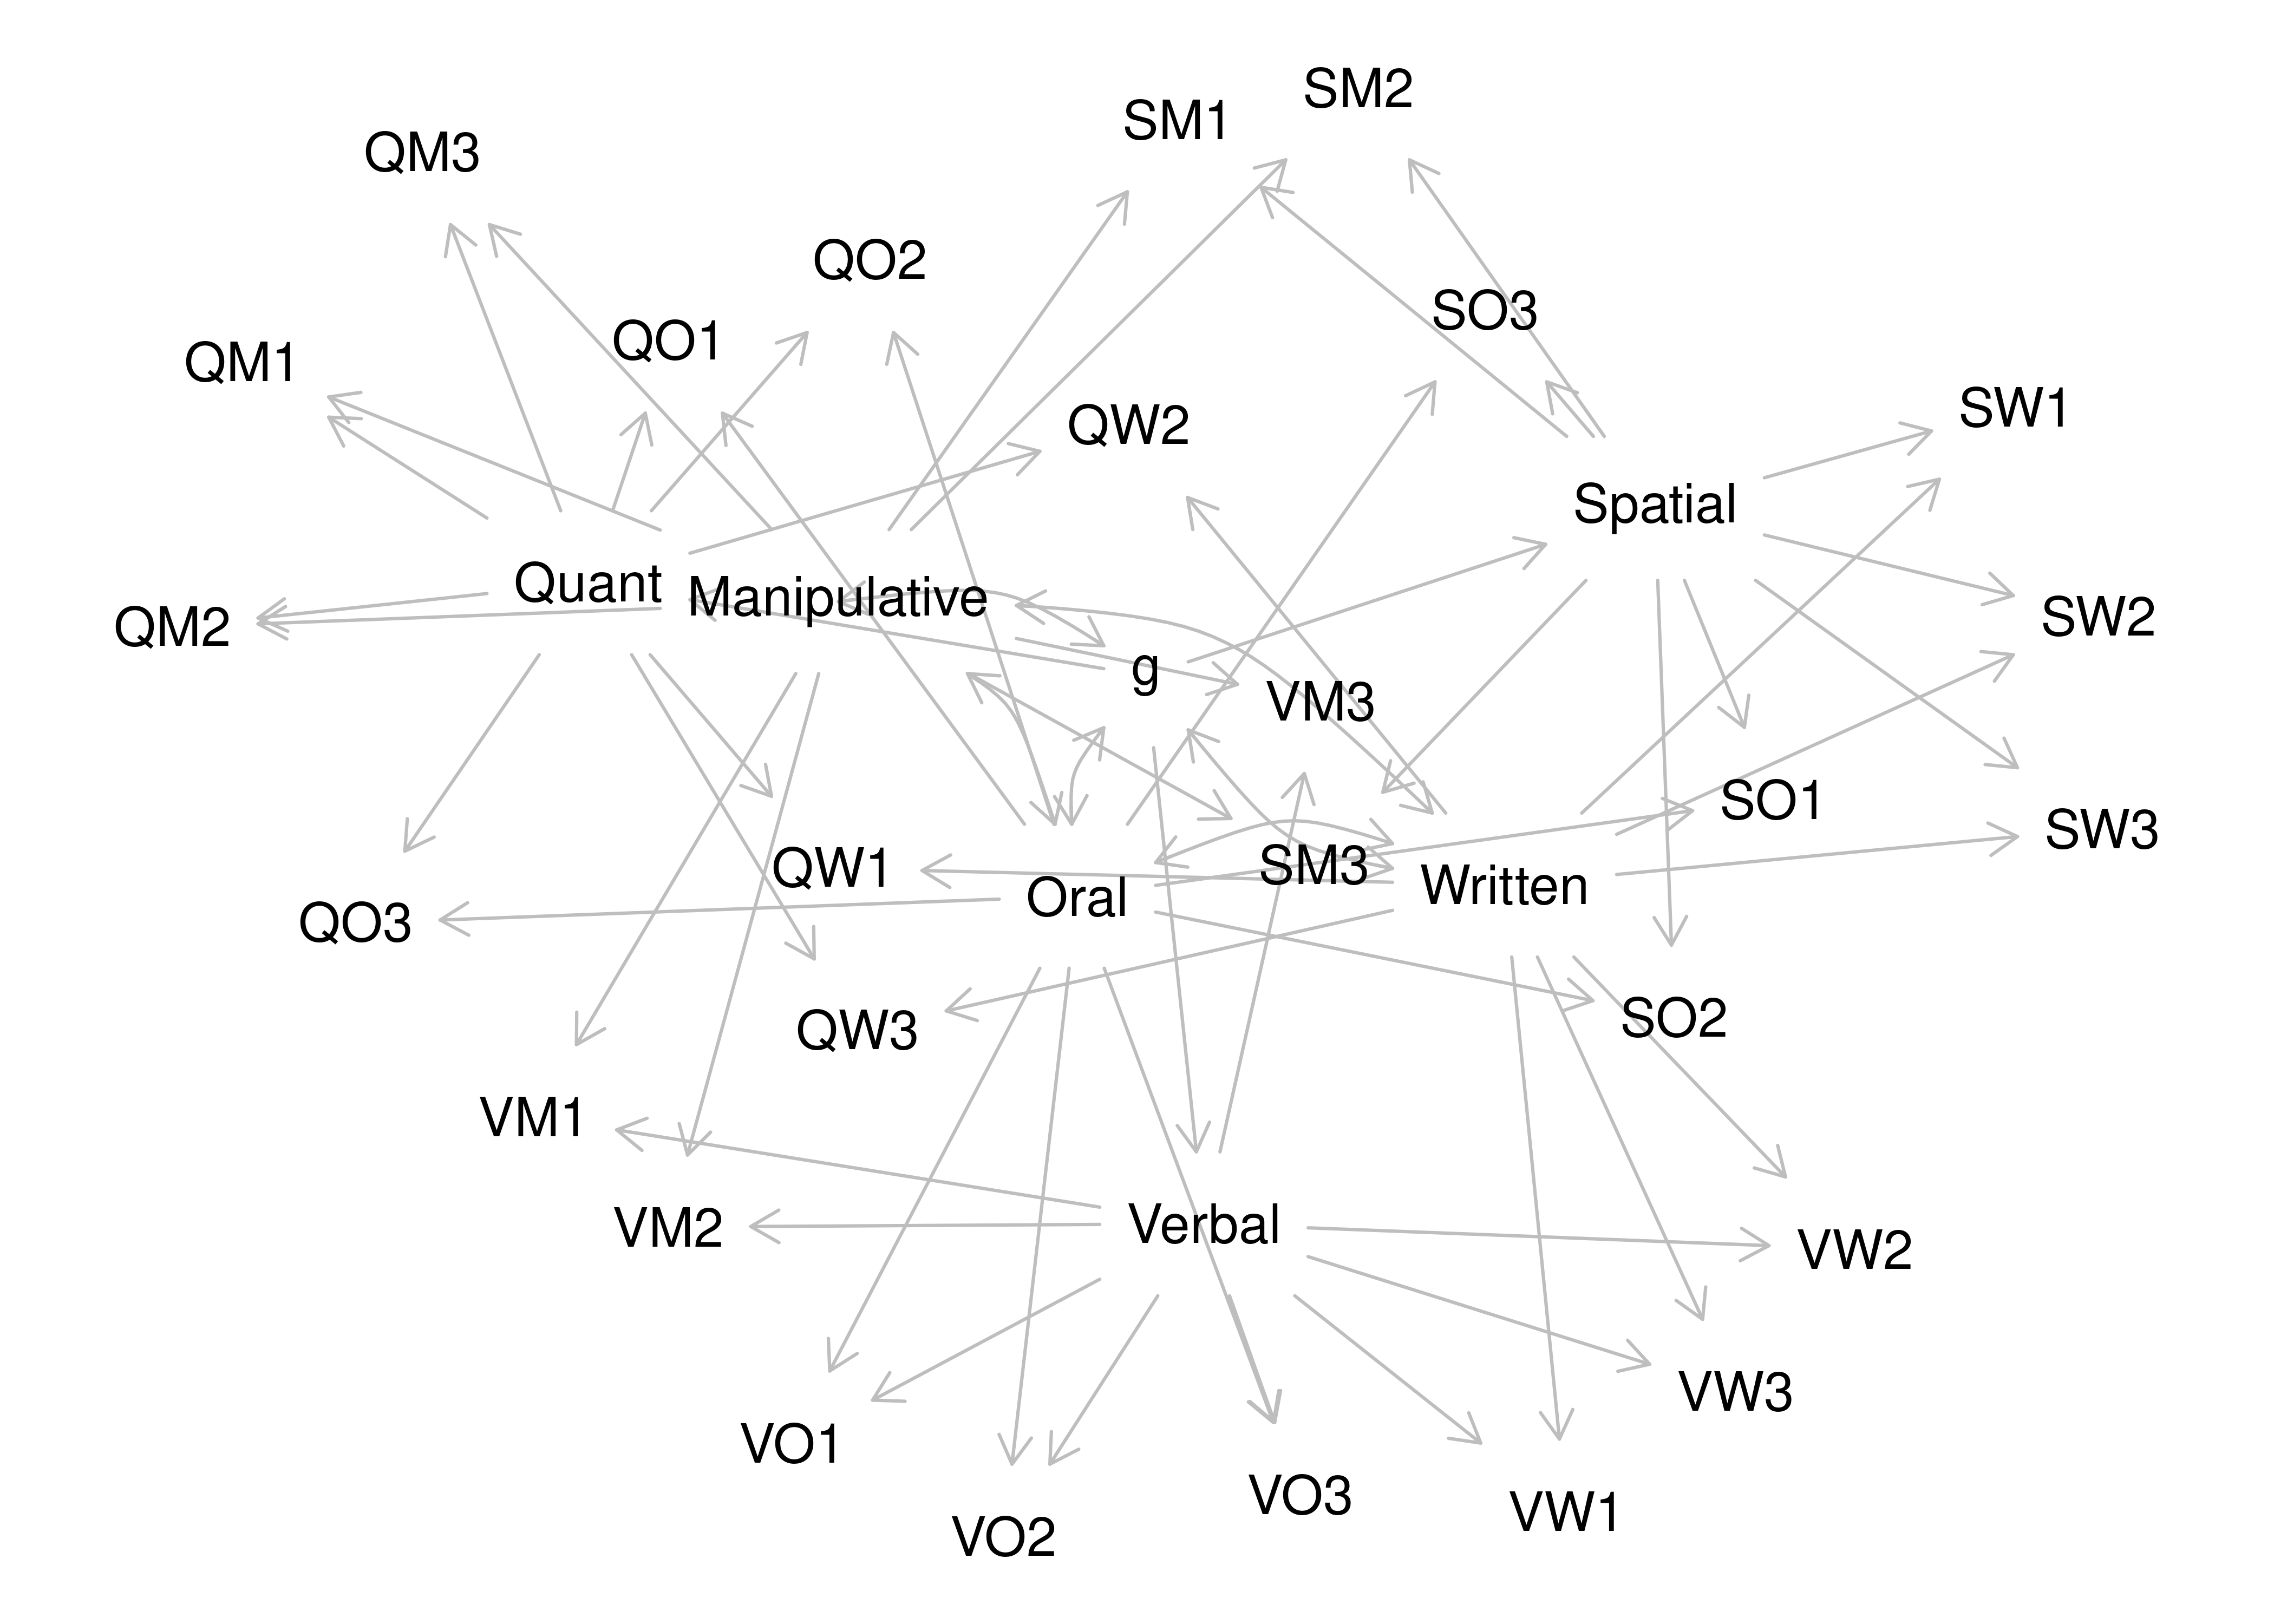 SM2
SM1
QM3
QO2
SO3
QO1
QM1
SW1
QW2
Spatial
Quant
Manipulative
SW2
QM2
g
VM3
SO1
SW3
QW1
SM3
Written
Oral
QO3
SO2
QW3
VM1
Verbal
VM2
VW2
VW3
VO1
VO3
VW1
VO2